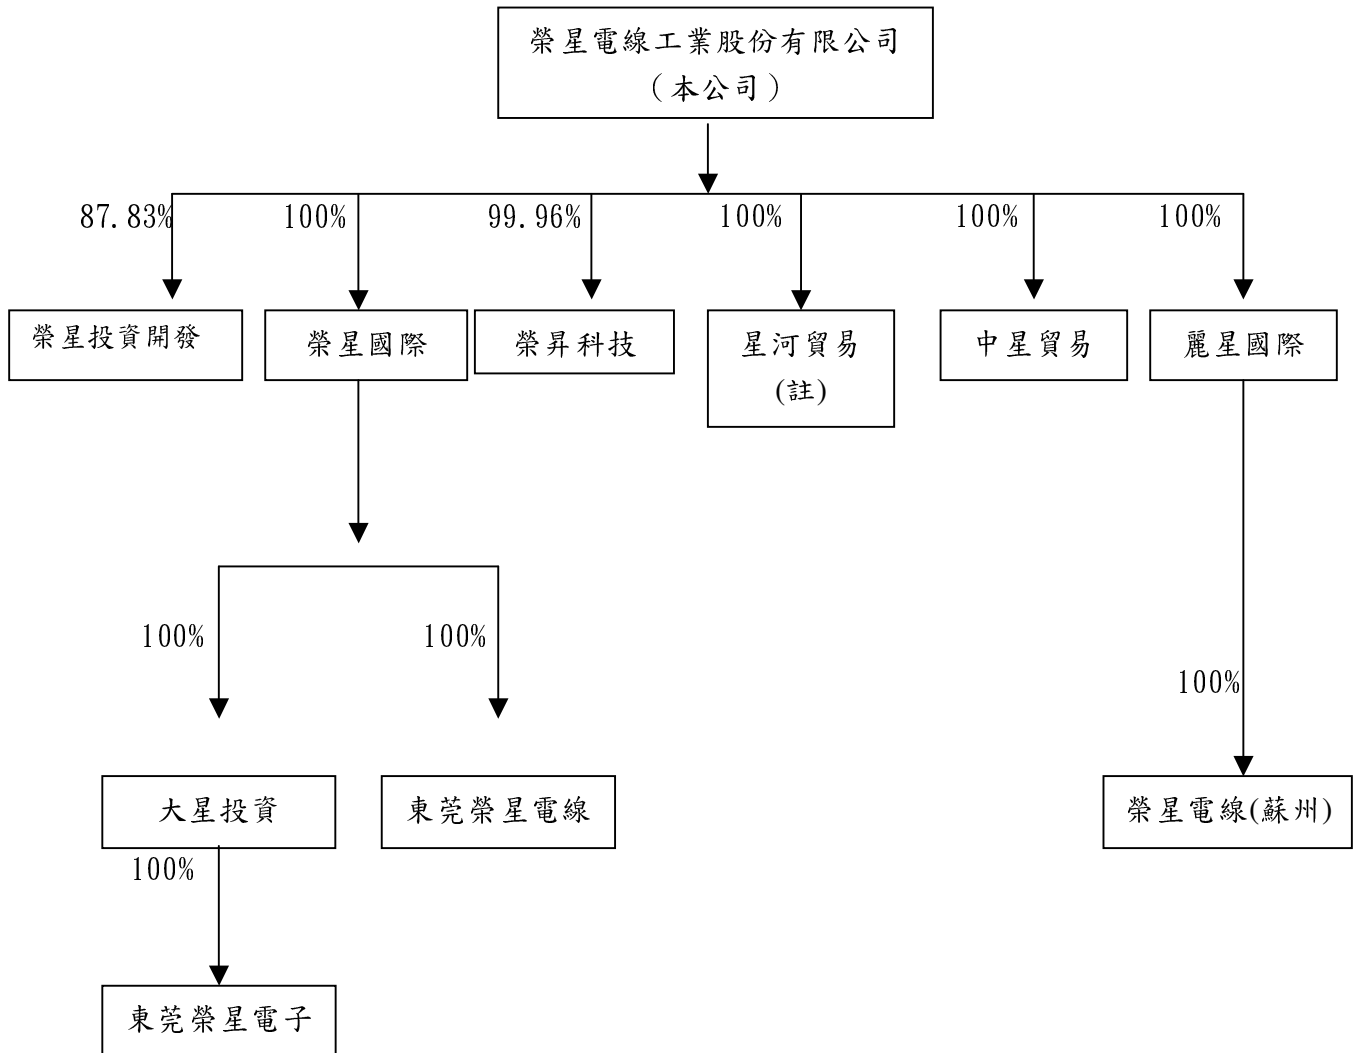 榮星電線工業股份有限公司
（本公司）
87.83%
100%
99.96%
100%
100%
100%
榮星投資開發
榮星國際
榮昇科技
星河貿易
(註)
中星貿易
麗星國際
100%
100%
100%
大星投資
東莞榮星電線
榮星電線(蘇州)
100%
東莞榮星電子